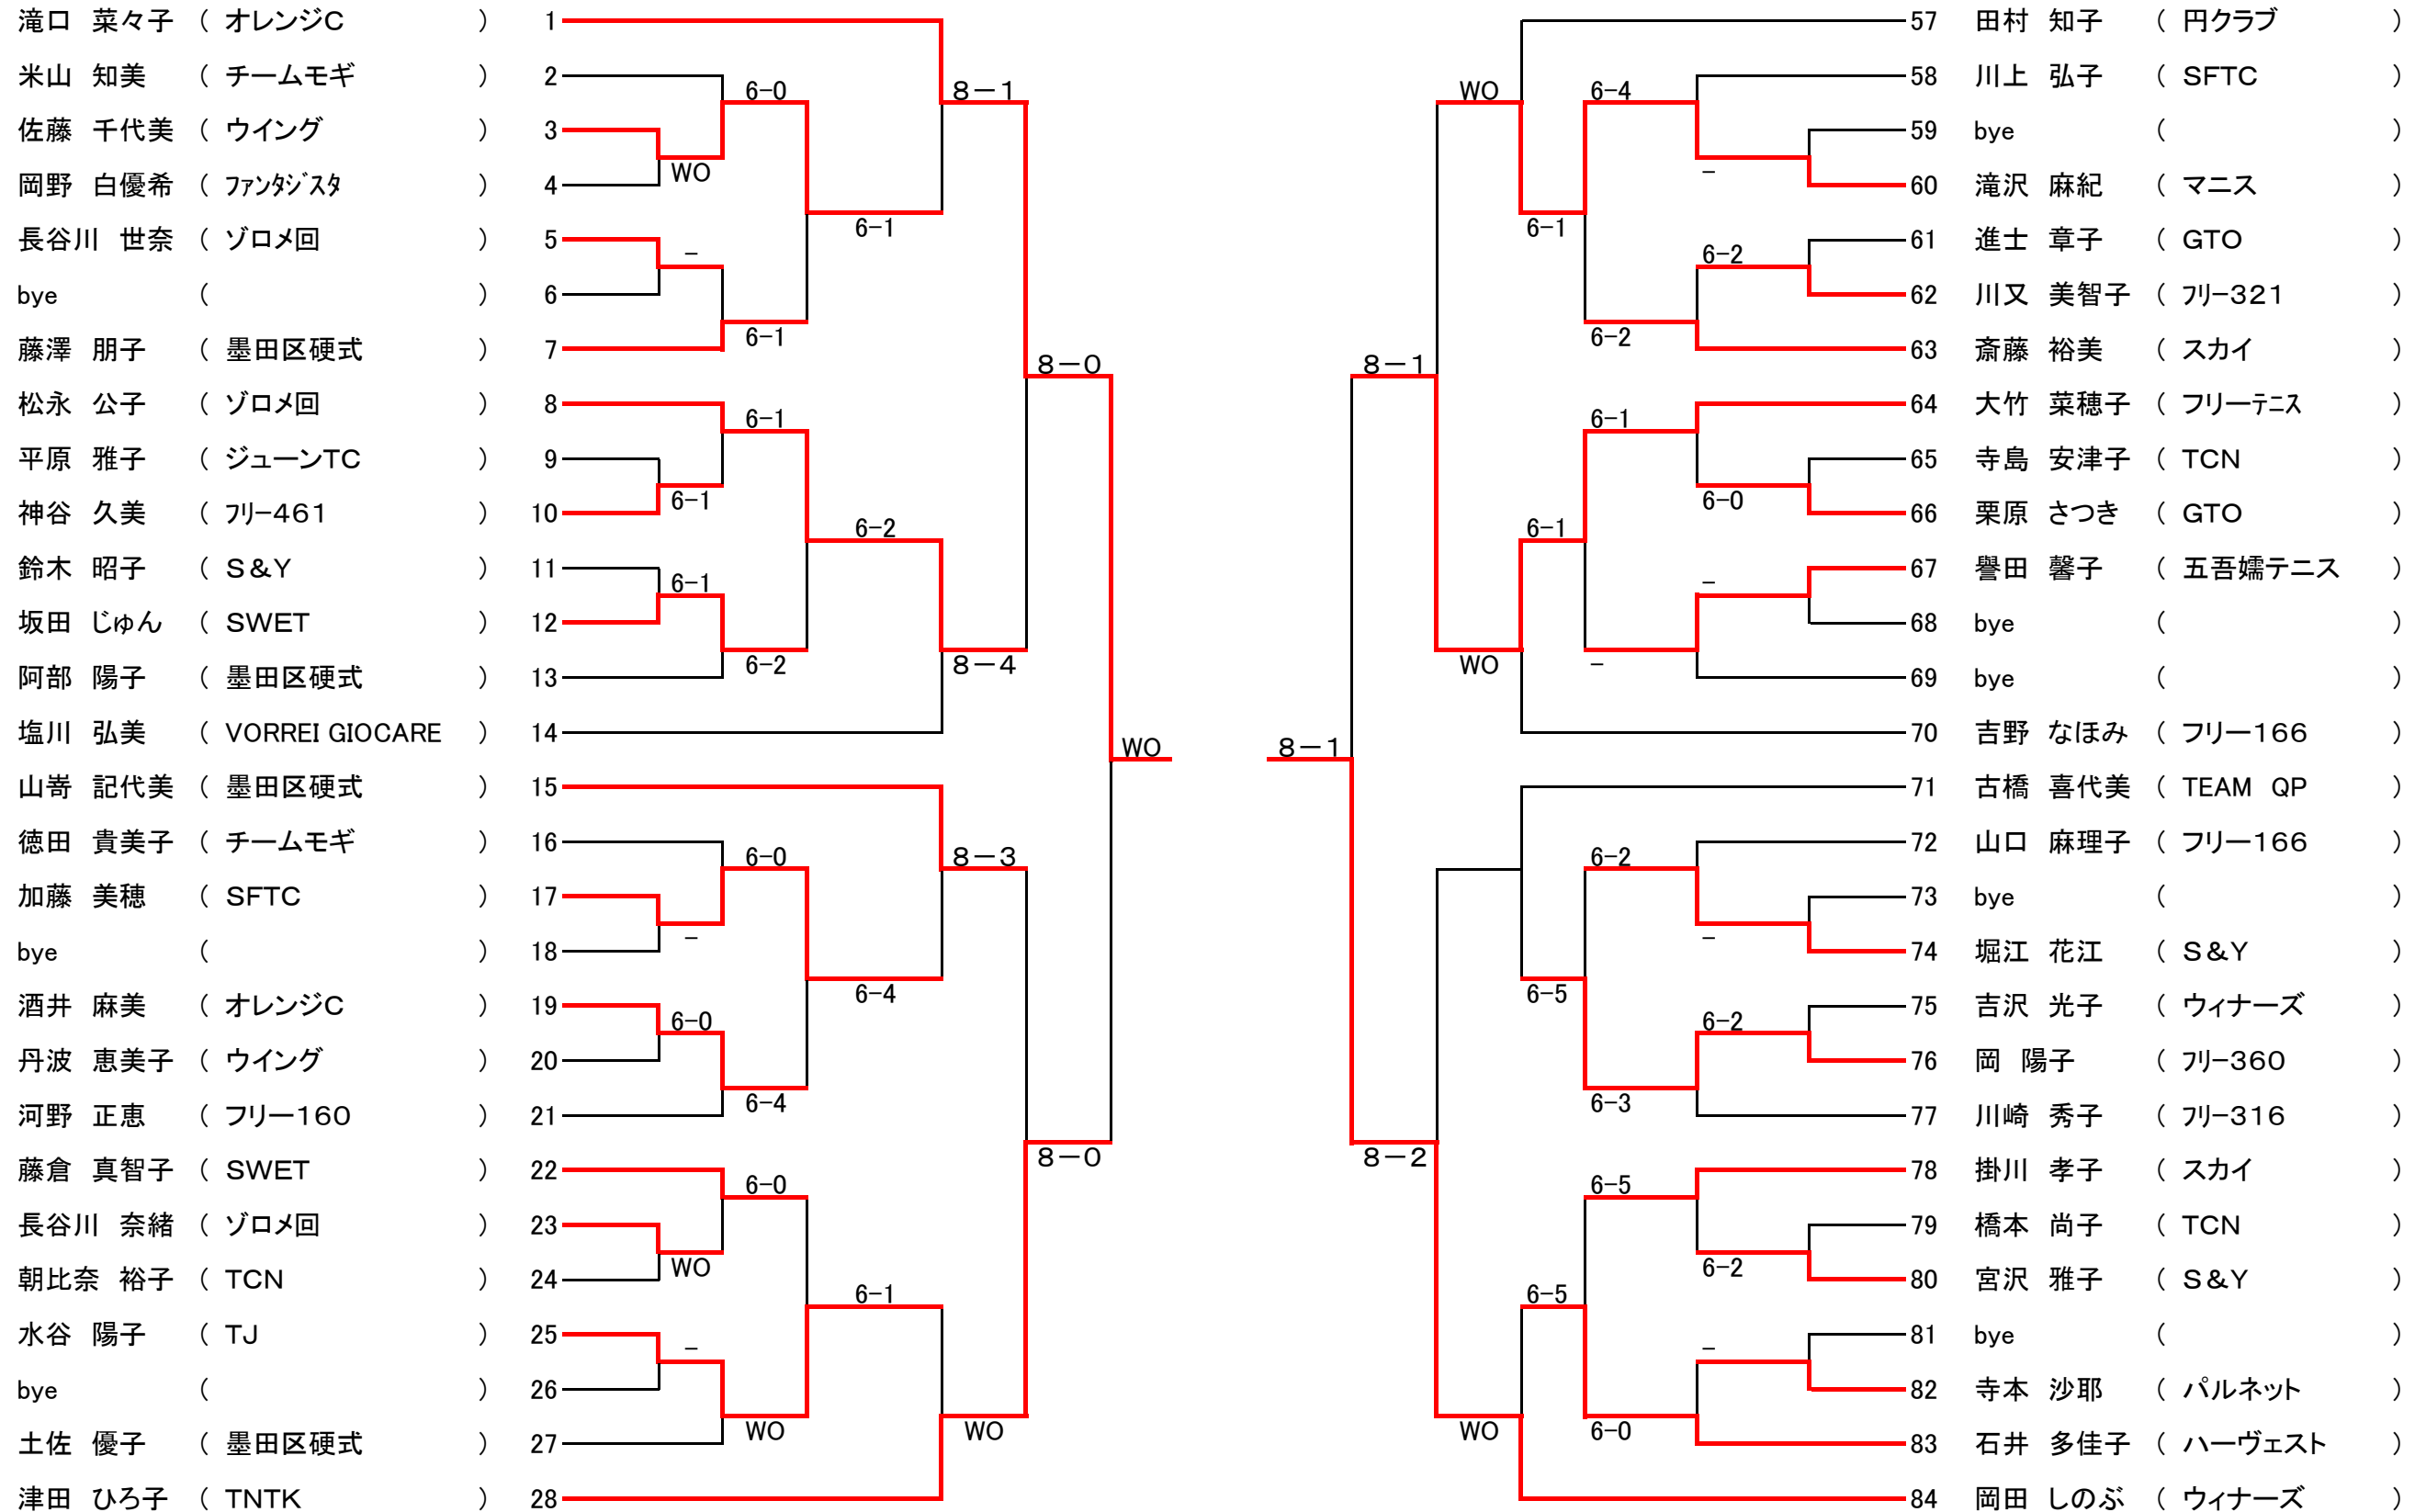 滝口 菜々子 ( オレンジC ) 1
米山 知美 ( チームモギ ) 2
6-0
8-1
佐藤 千代美 ( ウイング ) 3
WO
岡野 白優希 ( ファンタジスタ ) 4
6-1
長谷川 世奈 ( ゾロメ回 ) 5
-
bye ( ) 6
6-1
藤澤 朋子 ( 墨田区硬式 ) 7
8-0
松永 公子 ( ゾロメ回 ) 8
6-1
平原 雅子 ( ジューンTC ) 9
6-1
神谷 久美 ( フリー461 ) 10
6-2
鈴木 昭子 ( S&Y ) 11
6-1
坂田 じゅん ( SWET ) 12
6-2
8-4
阿部 陽子 ( 墨田区硬式 ) 13
塩川 弘美 ( VORREI GIOCARE ) 14
WO
山嵜 記代美 ( 墨田区硬式 ) 15
徳田 貴美子 ( チームモギ ) 16
6-0
8-3
加藤 美穂 ( SFTC ) 17
-
bye ( ) 18
6-4
酒井 麻美 ( オレンジC ) 19
6-0
丹波 恵美子 ( ウイング ) 20
6-4
河野 正恵 ( フリー160 ) 21
8-0
藤倉 真智子 ( SWET ) 22
6-0
長谷川 奈緒 ( ゾロメ回 ) 23
WO
朝比奈 裕子 ( TCN ) 24
6-1
水谷 陽子 ( TJ ) 25
-
bye ( ) 26
WO
WO
土佐 優子 ( 墨田区硬式 ) 27
津田 ひろ子 ( TNTK ) 28
57 田村 知子 ( 円クラブ )
58 川上 弘子 ( SFTC )
WO
6-4
59 bye ( )
-
60 滝沢 麻紀 ( マニス )
6-1
61 進士 章子 ( GTO )
6-2
62 川又 美智子 ( フリー321 )
6-2
63 斎藤 裕美 ( スカイ )
8-1
64 大竹 菜穂子 ( フリーテニス )
6-1
65 寺島 安津子 ( TCN )
6-0
66 栗原 さつき ( GTO )
6-1
67 譽田 馨子 ( 五吾嬬テニス )
-
68 bye ( )
WO
-
69 bye ( )
70 吉野 なほみ ( フリー166 )
8-1
71 古橋 喜代美 ( TEAM QP )
72 山口 麻理子 ( フリー166 )
6-2
73 bye ( )
-
74 堀江 花江 ( S&Y )
6-5
75 吉沢 光子 ( ウィナーズ )
6-2
76 岡 陽子 ( フリー360 )
6-3
77 川崎 秀子 ( フリー316 )
8-2
78 掛川 孝子 ( スカイ )
6-5
79 橋本 尚子 ( TCN )
6-2
80 宮沢 雅子 ( S&Y )
6-5
81 bye ( )
-
82 寺本 沙耶 ( パルネット )
WO
6-0
83 石井 多佳子 ( ハーヴェスト )
84 岡田 しのぶ ( ウィナーズ )